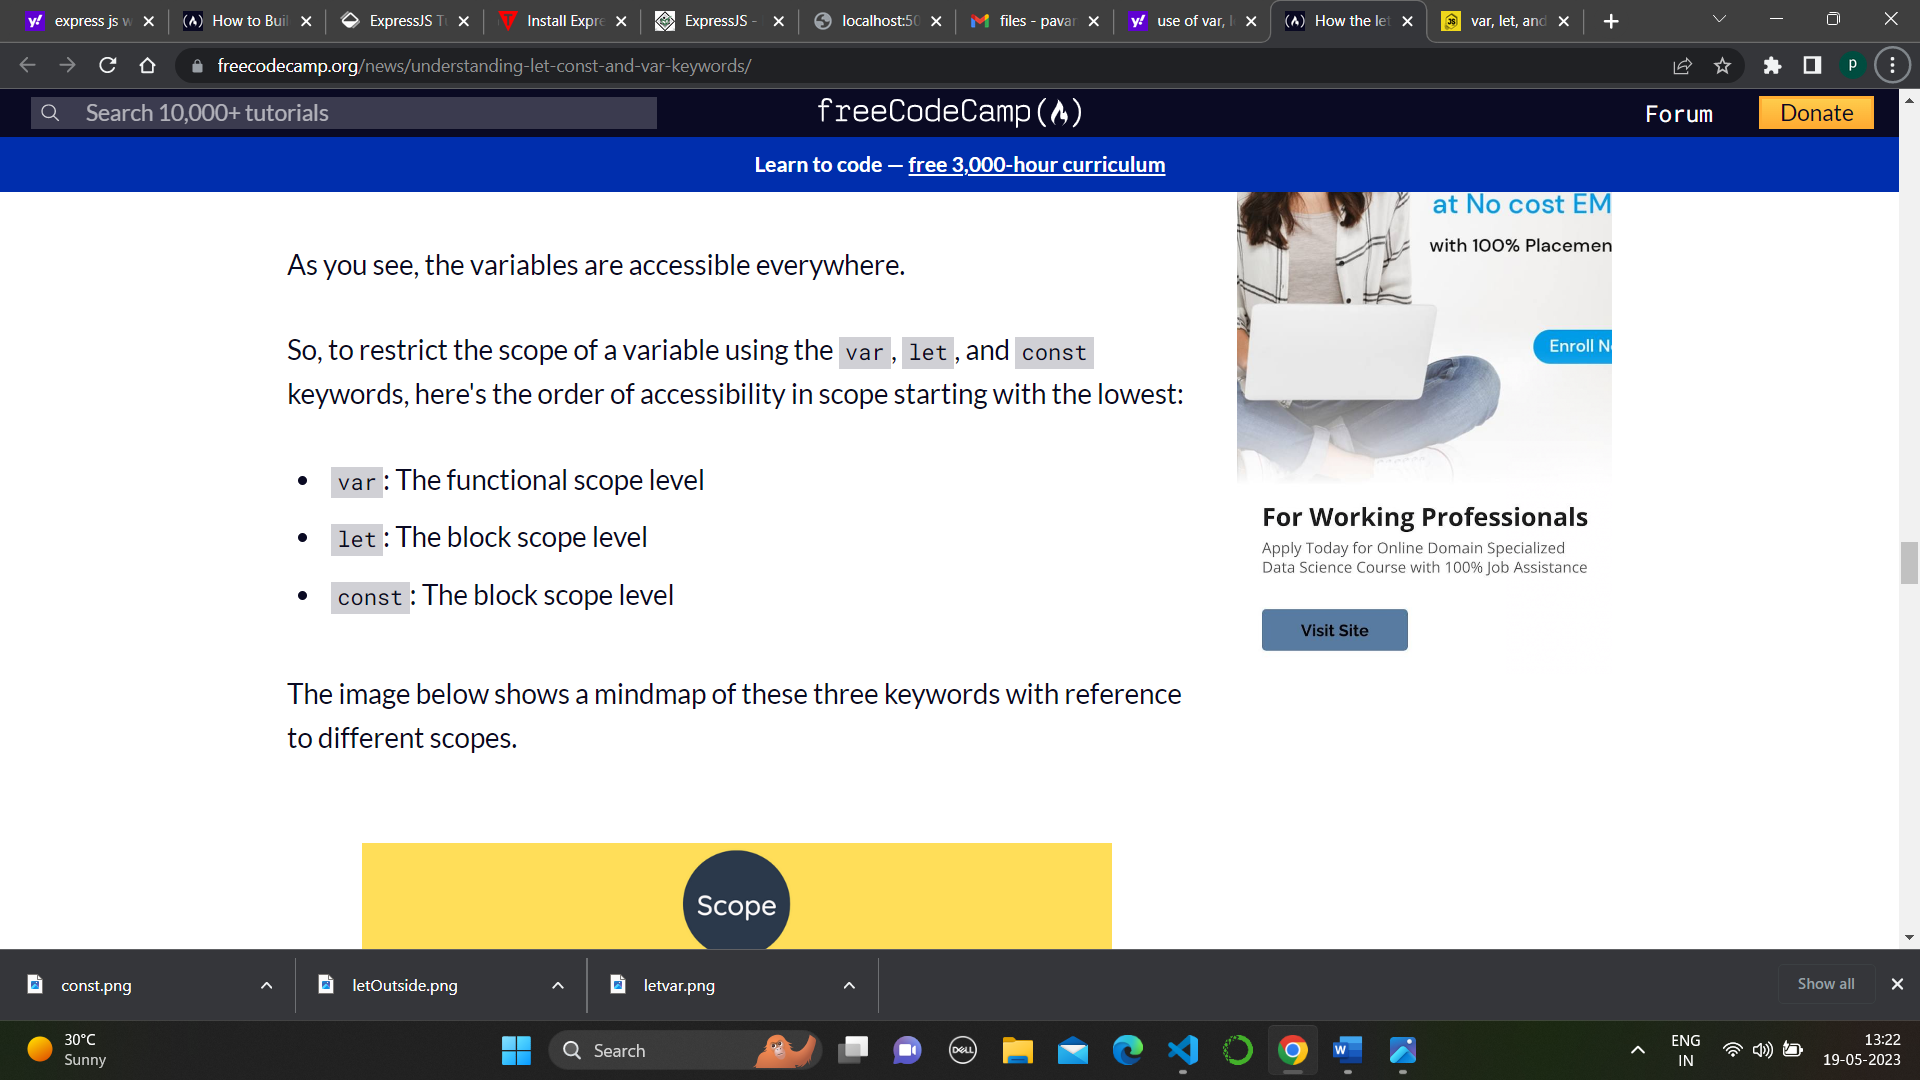 express js w
How to Buil
ExpressJS Tu
Install Expre
ExpressJS -
localhost:50
files - pavan
use of var, l
How the let
var, let, and
freecodecamp.org/news/understanding-let-const-and-var-keywords/
p
Search 10,000+ tutorials
freeCodeCamp(🔥)
Forum
Donate
Learn to code — free 3,000-hour curriculum
As you see, the variables are accessible everywhere.
So, to restrict the scope of a variable using the var, let, and const
keywords, here's the order of accessibility in scope starting with the lowest:
• var: The functional scope level
• let: The block scope level
• const: The block scope level
The image below shows a mindmap of these three keywords with reference
to different scopes.
Scope
at No cost EM
with 100% Placemen
Enroll N
For Working Professionals
Apply Today for Online Domain Specialized
Data Science Course with 100% Job Assistance
Visit Site
const.png
letOutside.png
letvar.png
Show all
30°C
Sunny
Search
DELL
W
ENG
IN
13:22
19-05-2023